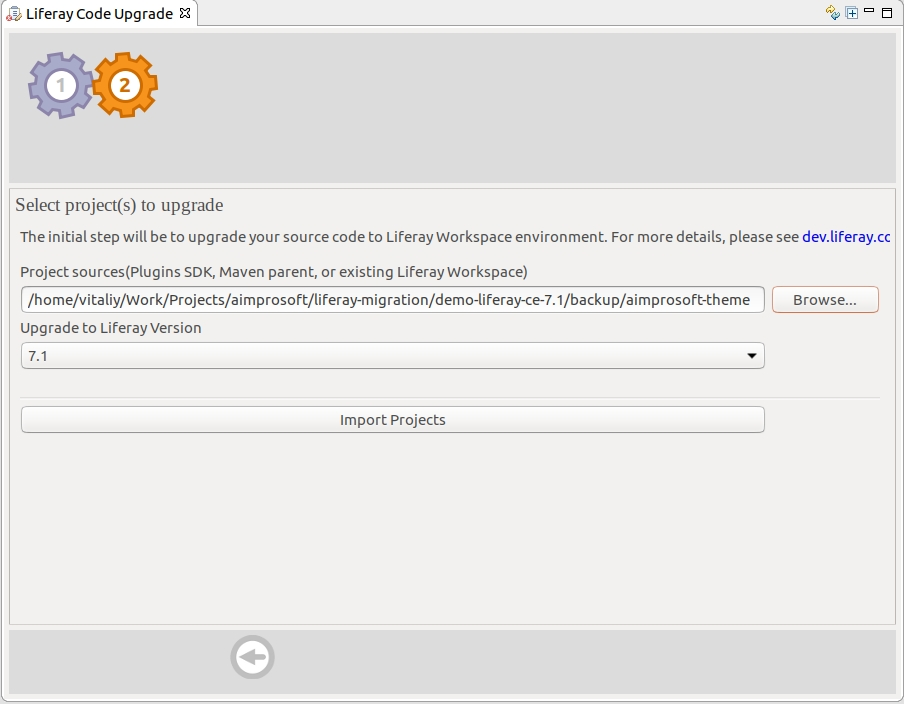 Liferay Code Upgrade
1 2
Select project(s) to upgrade
The initial step will be to upgrade your source code to Liferay Workspace environment. For more details, please see dev.liferay.cc
Project sources(Plugins SDK, Maven parent, or existing Liferay Workspace)
/home/vitaliy/Work/Projects/aimprosoft/liferay-migration/demo-liferay-ce-7.1/backup/aimprosoft-theme Browse...
Upgrade to Liferay Version
7.1
Import Projects